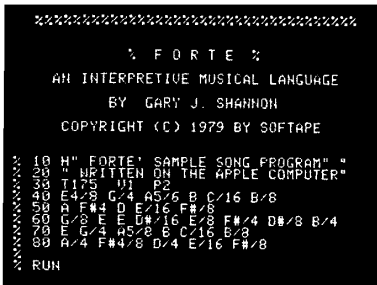 %%%%%%%%%%%%%%%%%%%%%%%%%%%%%%%%%%
% F O R T E %
AN INTERPRETIVE MUSICAL LANGUAGE
BY GARY J. SHANNON
COPYRIGHT (C) 1979 BY SOFTAPE
% 10 H" FORTE' SAMPLE SONG PROGRAM" "
% 20 " WRITTEN ON THE APPLE COMPUTER"
% 30 T175 V1 P2
% 40 E4/8 G/4 A5/6 B C/16 B/8
% 50 A F#4 D E/16 F#/8
% 60 G/8 E E D#/16 E/8 F#/4 D#/8 B/4
% 70 E G/4 A5/8 B C/16 B/8
% 80 A/4 F#4/8 D/4 E/16 F#/8
%
% RUN